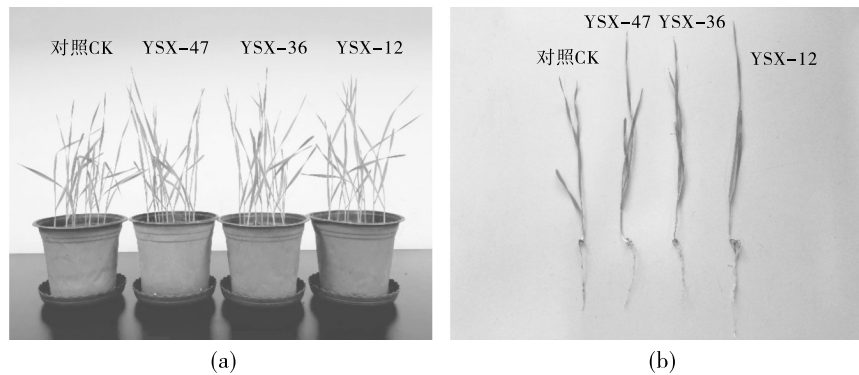 对照CK YSX-47 YSX-36 YSX-12
YSX-47 YSX-36
对照CK
YSX-12
(a)
(b)